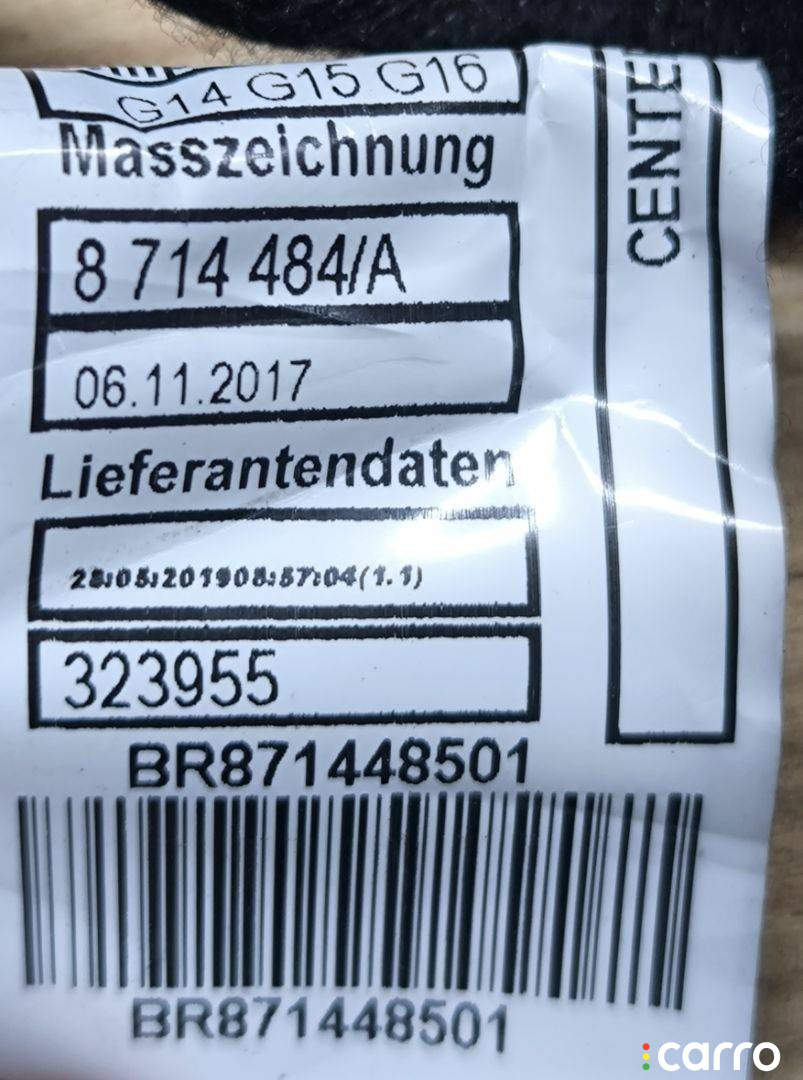 G14 G15 G16
Masszeichnung
8 714 484/A
06.11.2017
Lieferantendaten
28:05:201908:57:04(1.1)
323955
BR871448501
BR871448501
carro